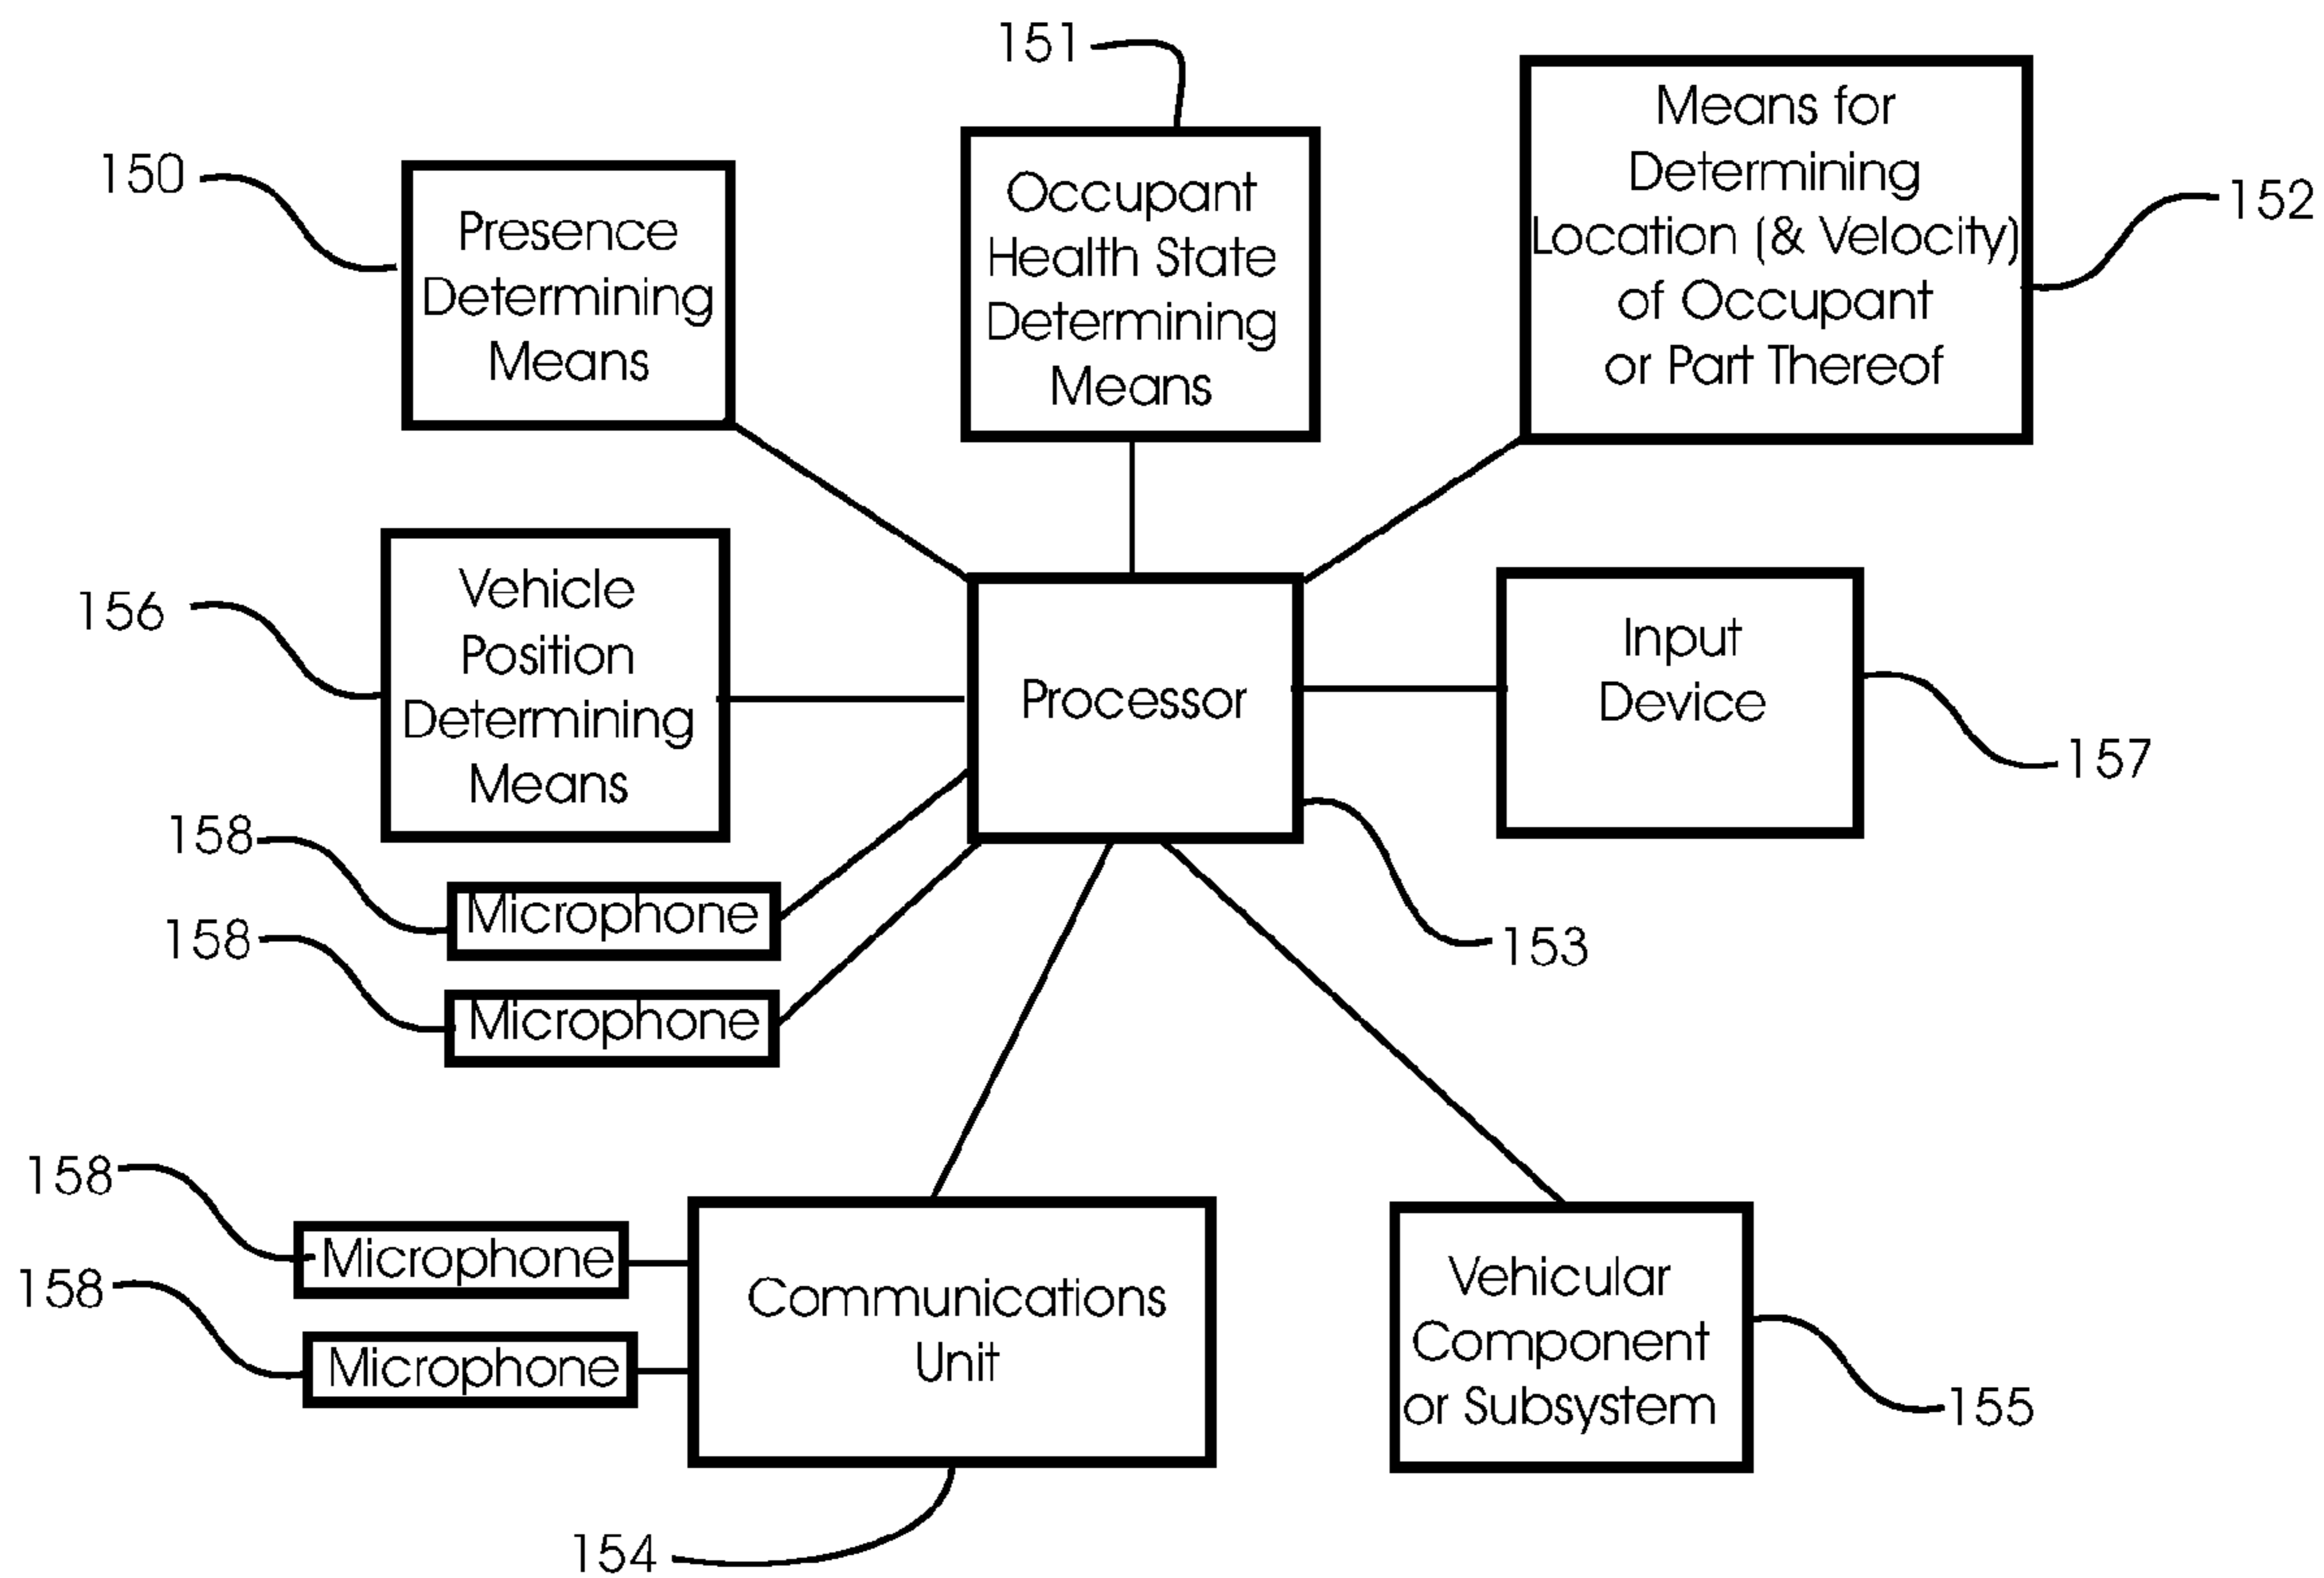 151
Means for
Determining
Location (& Velocity)
of Occupant
or Part Thereof
152
150
Presence
Determining
Means
Occupant
Health State
Determining
Means
156
Vehicle
Position
Determining
Means
Processor
Input
Device
157
153
158
Microphone
158
Microphone
158
Microphone
158
Microphone
Communications
Unit
154
Vehicular
Component
or Subsystem
155